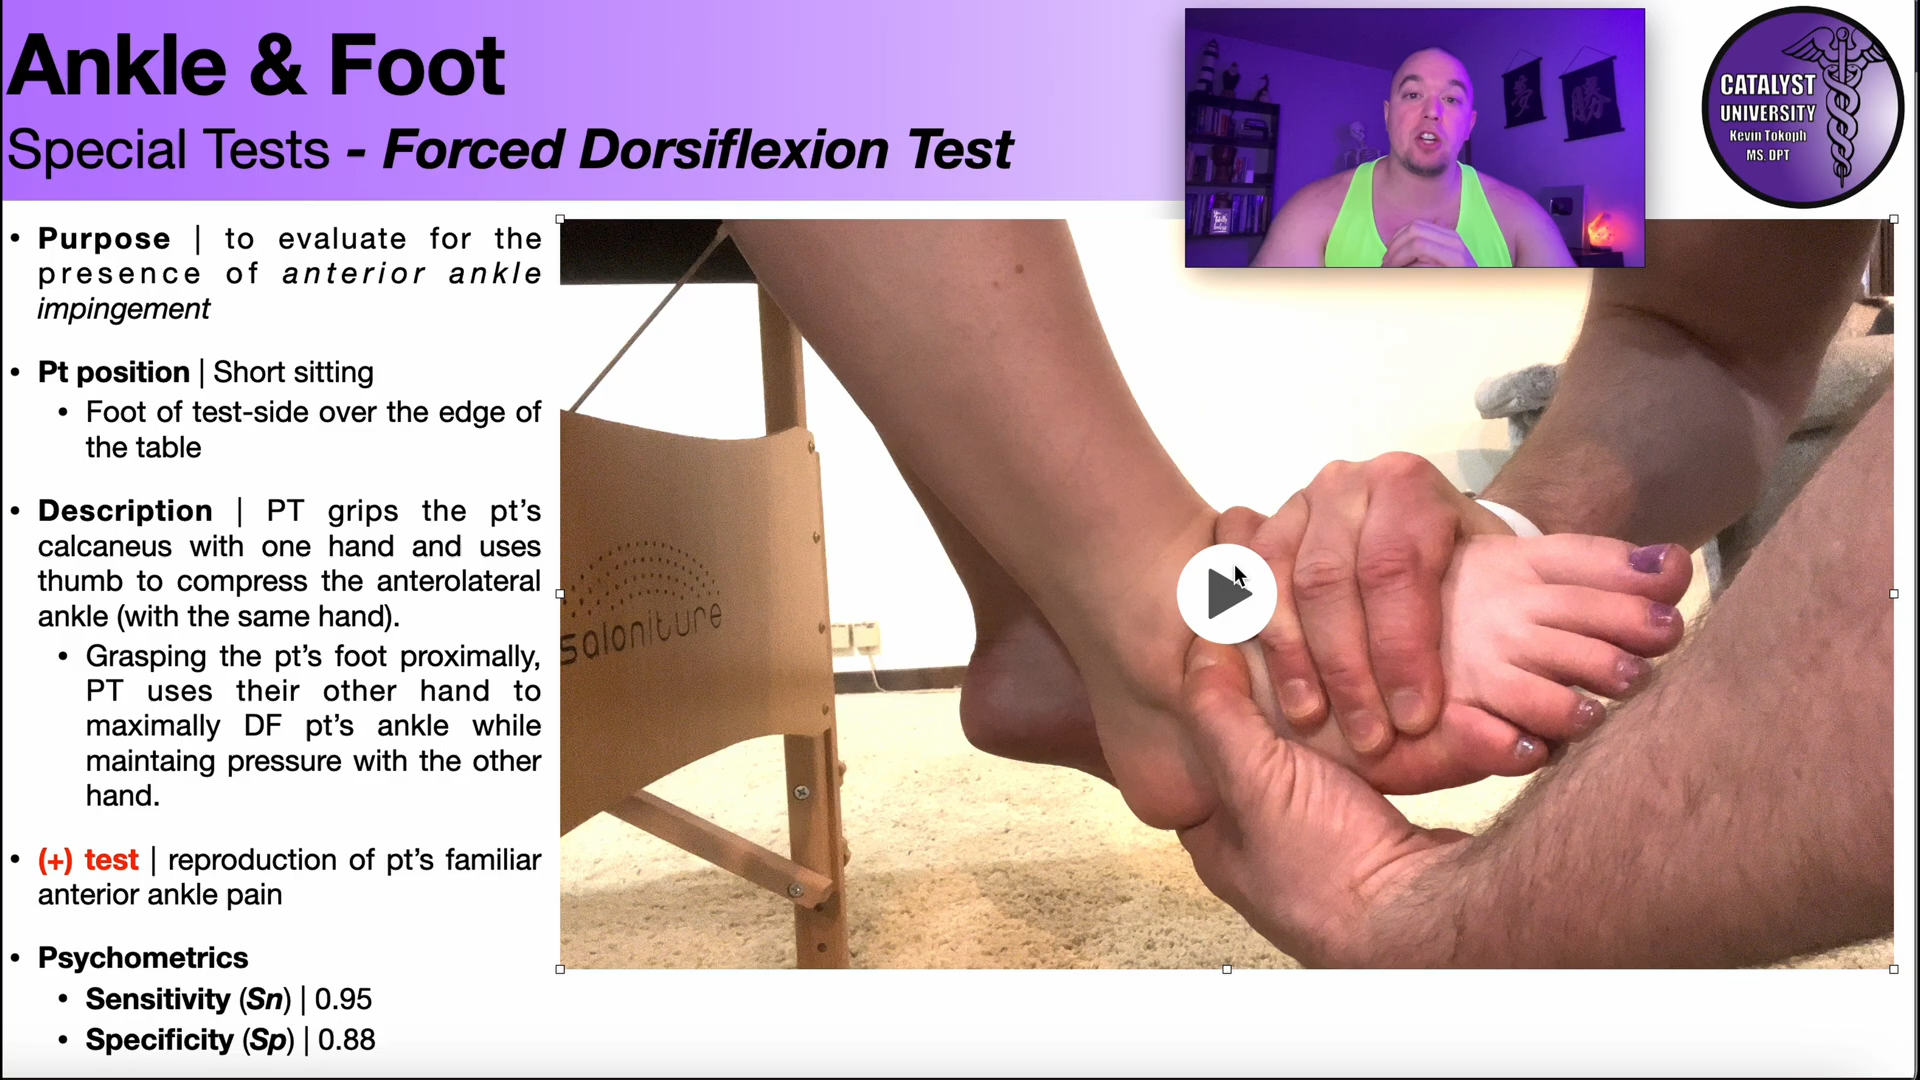 Ankle & Foot
Special Tests - Forced Dorsiflexion Test
CATALYST
UNIVERSITY
Kevin Tokoph
MS, DPT
夢
勝
• Purpose | to evaluate for the
presence of anterior ankle
impingement
• Pt position | Short sitting
• Foot of test-side over the edge of
the table
• Description | PT grips the pt's
calcaneus with one hand and uses
thumb to compress the anterolateral
ankle (with the same hand).
• Grasping the pt's foot proximally,
PT uses their other hand to
maximally DF pt's ankle while
maintaing pressure with the other
hand.
• (+) test | reproduction of pt's familiar
anterior ankle pain
• Psychometrics
• Sensitivity (Sn) | 0.95
• Specificity (Sp) | 0.88
saloniture